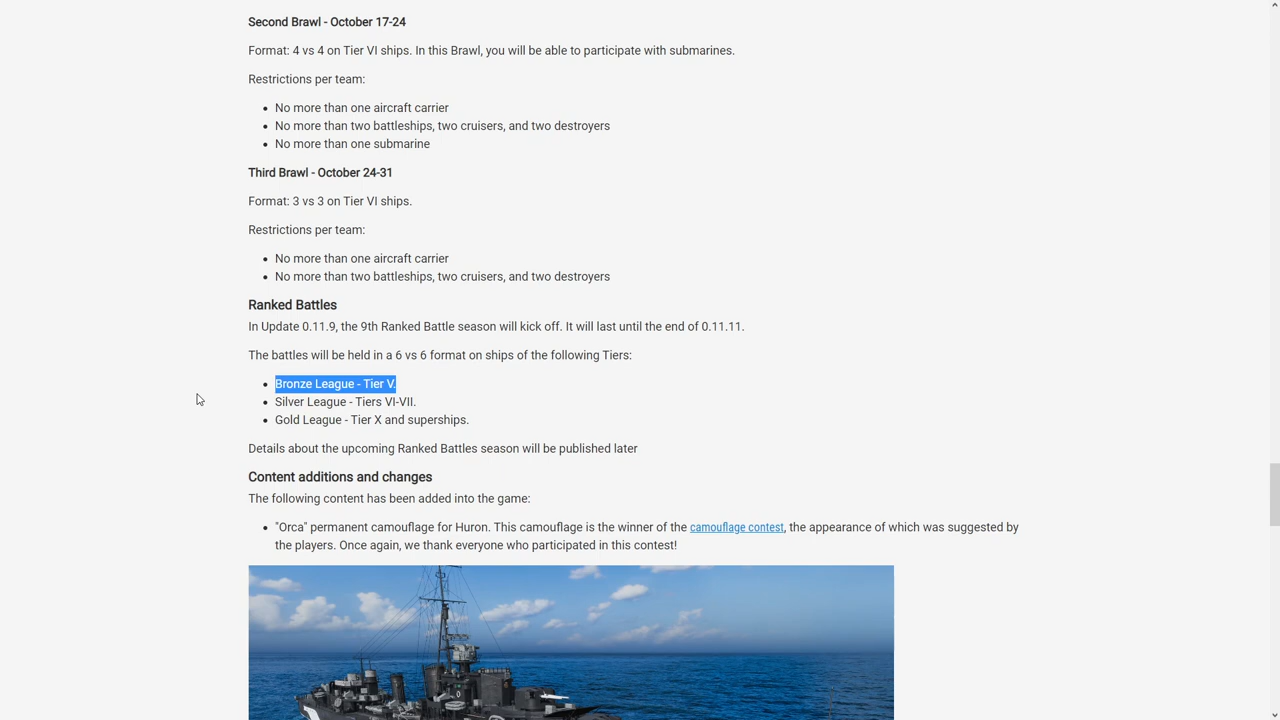 Second Brawl - October 17-24
Format: 4 vs 4 on Tier VI ships. In this Brawl, you will be able to participate with submarines.
Restrictions per team:
• No more than one aircraft carrier
• No more than two battleships, two cruisers, and two destroyers
• No more than one submarine
Third Brawl - October 24-31
Format: 3 vs 3 on Tier VI ships.
Restrictions per team:
• No more than one aircraft carrier
• No more than two battleships, two cruisers, and two destroyers
Ranked Battles
In Update 0.11.9, the 9th Ranked Battle season will kick off. It will last until the end of 0.11.11.
The battles will be held in a 6 vs 6 format on ships of the following Tiers:
• Bronze League - Tier V.
• Silver League - Tiers VI-VII.
• Gold League - Tier X and superships.
Details about the upcoming Ranked Battles season will be published later
Content additions and changes
The following content has been added into the game:
• "Orca" permanent camouflage for Huron. This camouflage is the winner of the camouflage contest, the appearance of which was suggested by
the players. Once again, we thank everyone who participated in this contest!